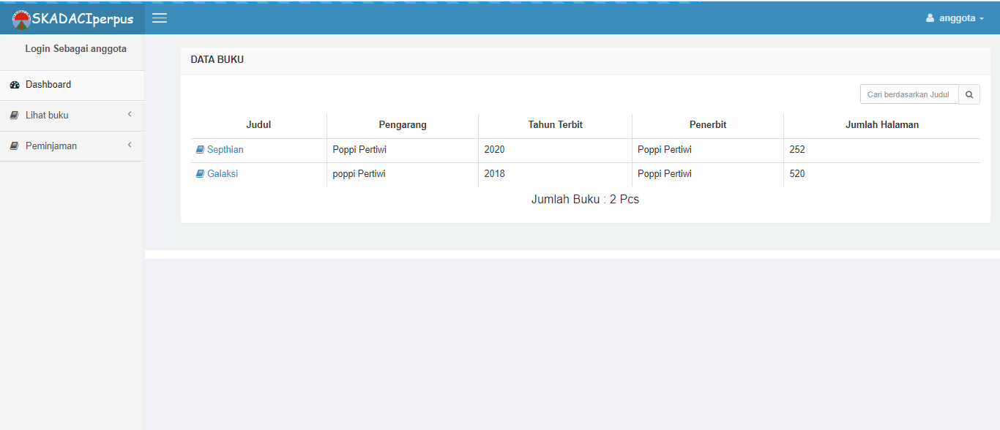 SKADACIperpus
anggota
Login Sebagai anggota
Dashboard
Lihat buku
Peminjaman
DATA BUKU
Cari berdasarkan Judul
Judul Pengarang Tahun Terbit Penerbit Jumlah Halaman
Septhian Poppi Pertiwi 2020 Poppi Pertiwi 252
Galaksi poppi Pertiwi 2018 Poppi Pertiwi 520
Jumlah Buku : 2 Pcs